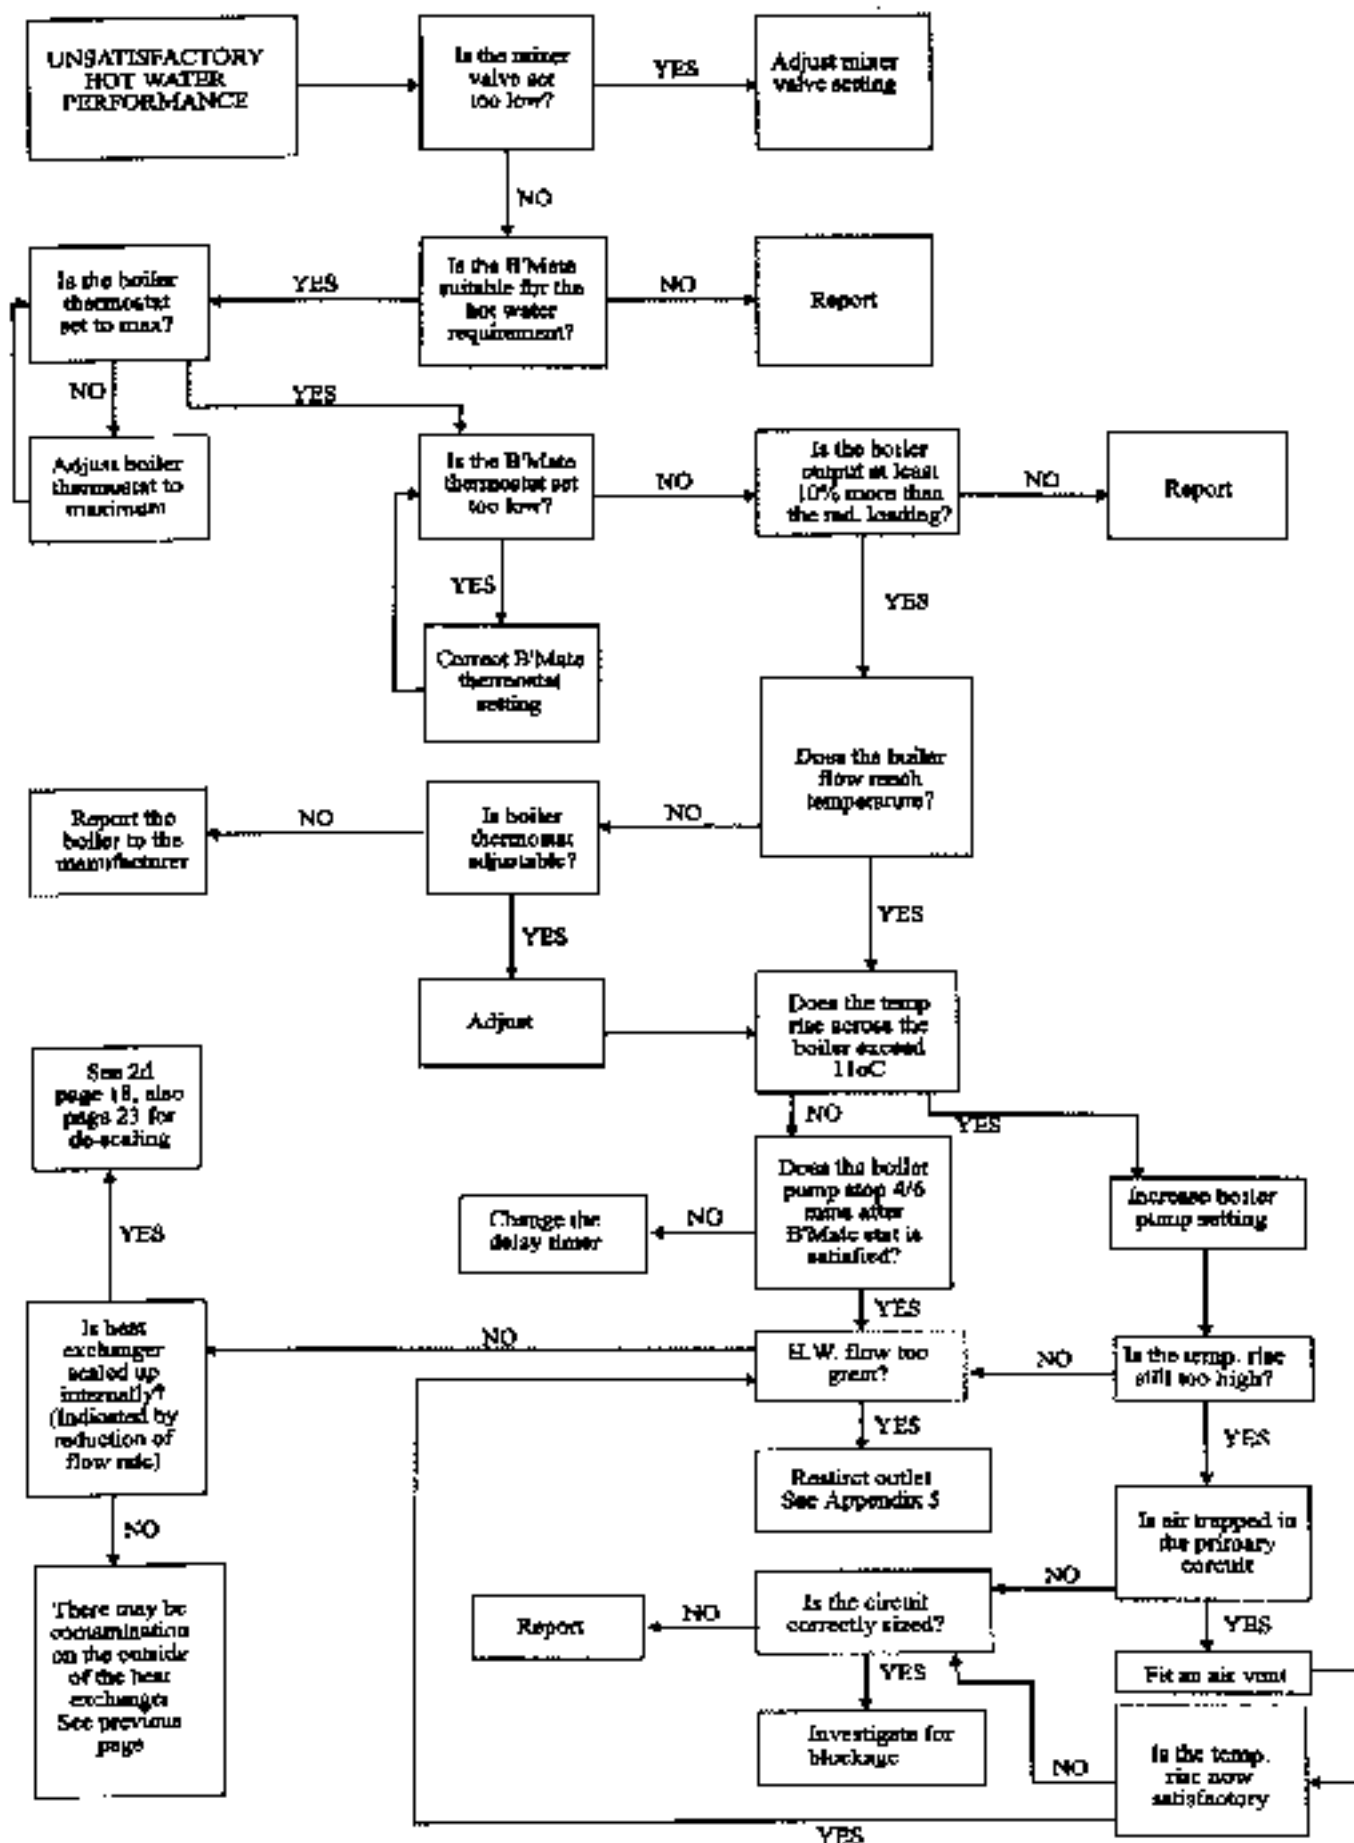 UNSATISFACTORY
HOT WATER
PERFORMANCE
Is the mixer
valve set
too low?
YES
Adjust mixer
valve setting
NO
Is the boiler
thermostat
set to max?
YES
Is the B'Mate
suitable for the
hot water
requirement?
NO
Report
NO
YES
Adjust boiler
thermostat to
maximum
Is the B'Mate
thermostat set
too low?
NO
Is the boiler
output at least
10% more than
the rad. loading?
NO
Report
YES
YES
Correct B'Mate
thermostat
setting
Does the boiler
flow reach
temperature?
Report the
boiler to the
manufacturer
NO
Is boiler
thermostat
adjustable?
NO
YES
YES
Adjust
Does the temp
rise across the
boiler exceed
11oC
See 2d
page 18, also
page 23 for
de-scaling
NO
YES
Does the boiler
pump stop 4/6
mins after
B'Mate stat is
satisfied?
Increase boiler
pump setting
Change the
delay timer
NO
YES
YES
Is heat
exchanger
scaled up
internally?
(Indicated by
reduction of
flow rate)
NO
H.W. flow too
great?
NO
Is the temp. rise
still too high?
YES
YES
Restrict outlet
See Appendix 5
Is air trapped in
the primary
circuit
NO
There may be
contamination
on the outside
of the heat
exchanger
See previous
page
Report
NO
Is the circuit
correctly sized?
NO
YES
Fit an air vent
YES
Investigate for
blockage
NO
Is the temp.
rise now
satisfactory
YES